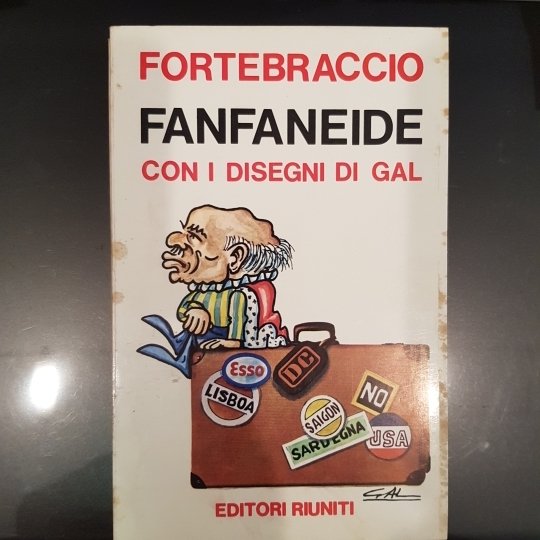 FORTEBRACCIO
FANFANEIDE
CON I DISEGNI DI GAL
Esso
DC
LISBOA
NO
SAIGON
SARDEGNA
USA
GAL
EDITORI RIUNITI